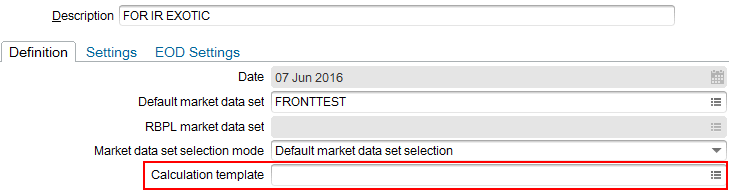 Description FOR IR EXOTIC
Definition Settings EOD Settings
Date 07 Jun 2016
Default market data set FRONTTEST
RBPL market data set
Market data set selection mode Default market data set selection
Calculation template